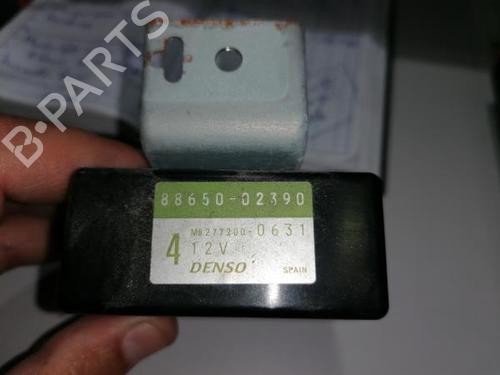 B-PARTS
88650-02390
4
MB277200-0631
12V
DENSO
SPAIN